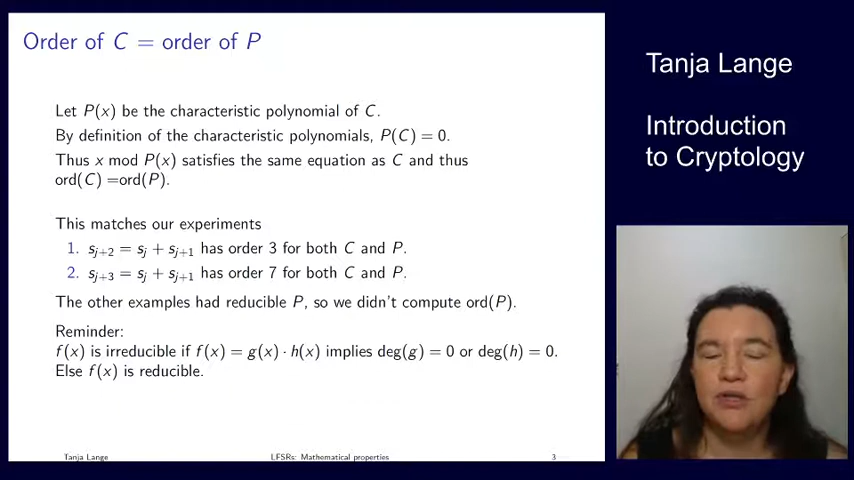 Order of C = order of P
Let P(x) be the characteristic polynomial of C.
By definition of the characteristic polynomials, P(C) = 0.
Thus x mod P(x) satisfies the same equation as C and thus
ord(C) =ord(P).
This matches our experiments
1. s_{j+2} = s_j + s_{j+1} has order 3 for both C and P.
2. s_{j+3} = s_j + s_{j+1} has order 7 for both C and P.
The other examples had reducible P, so we didn't compute ord(P).
Reminder:
f(x) is irreducible if f(x) = g(x) · h(x) implies deg(g) = 0 or deg(h) = 0.
Else f(x) is reducible.
Tanja Lange LFSRs: Mathematical properties 3
Tanja Lange
Introduction
to Cryptology